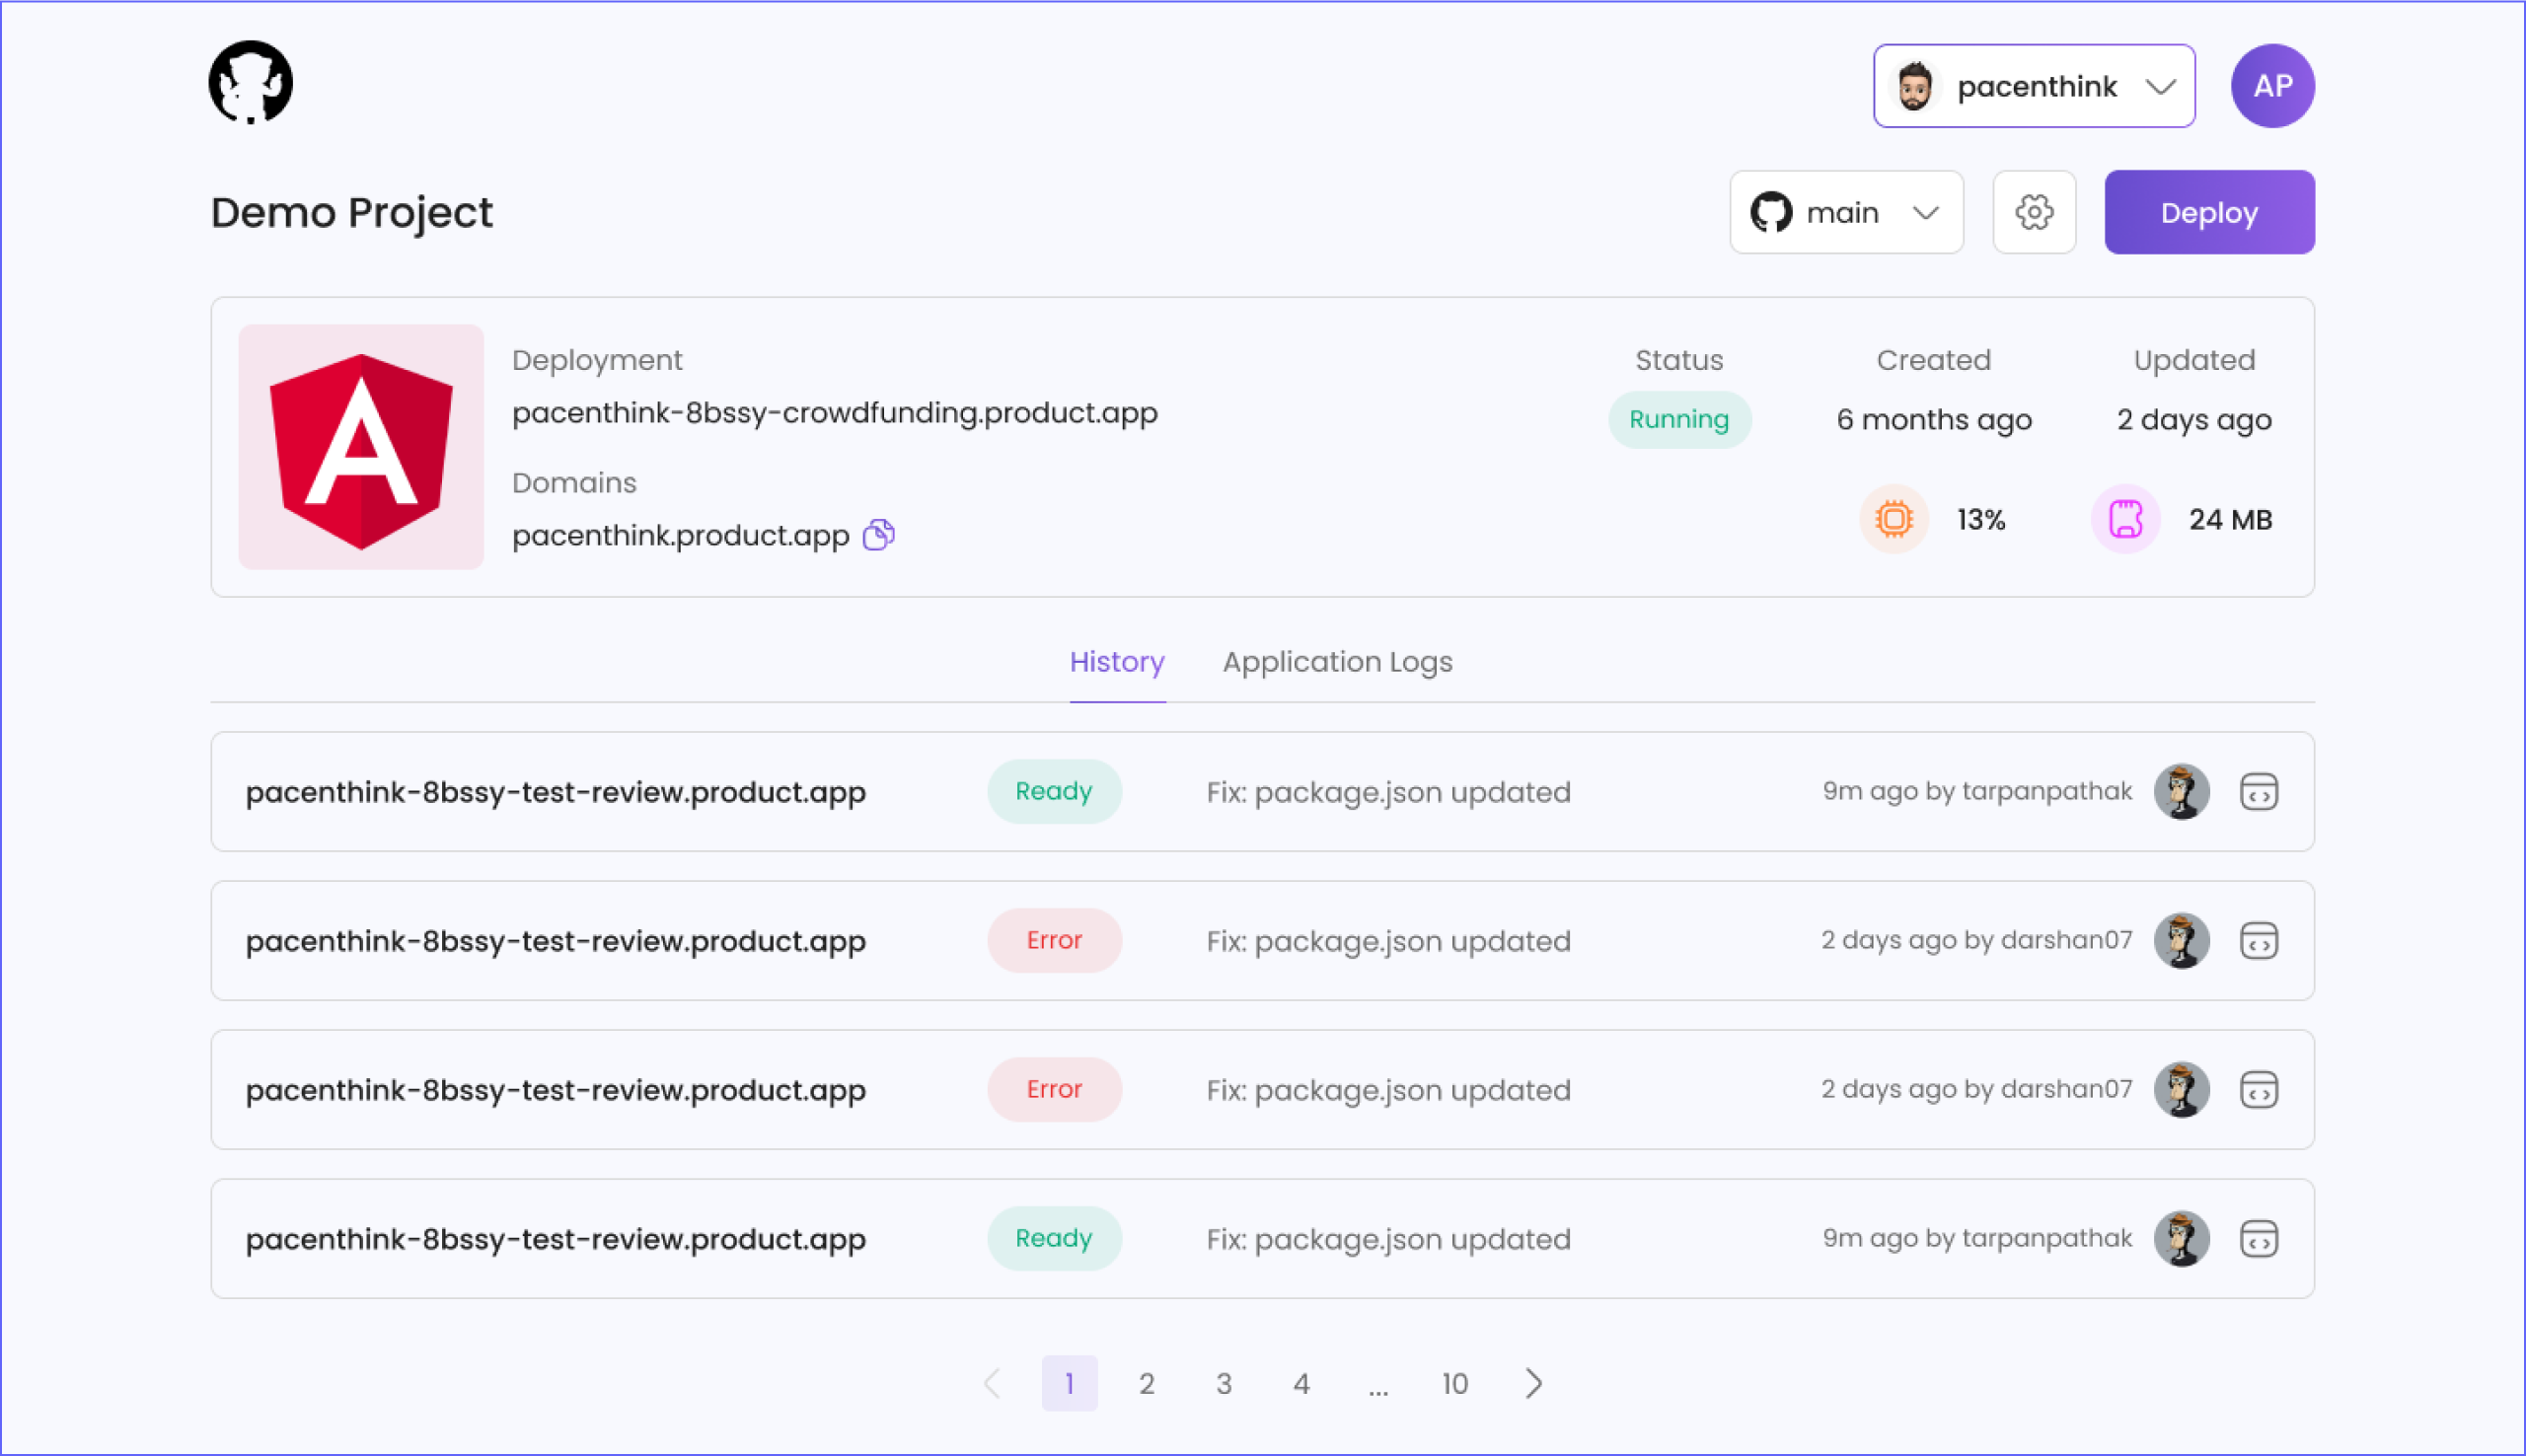 pacenthink
AP
Demo Project
main
Deploy
Deployment
pacenthink-8bssy-crowdfunding.product.app
Domains
pacenthink.product.app
Status
Running
Created
6 months ago
Updated
2 days ago
13%
24 MB
History
Application Logs
pacenthink-8bssy-test-review.product.app Ready Fix: package.json updated 9m ago by tarpanpathak
pacenthink-8bssy-test-review.product.app Error Fix: package.json updated 2 days ago by darshan07
pacenthink-8bssy-test-review.product.app Error Fix: package.json updated 2 days ago by darshan07
pacenthink-8bssy-test-review.product.app Ready Fix: package.json updated 9m ago by tarpanpathak
1 2 3 4 ... 10